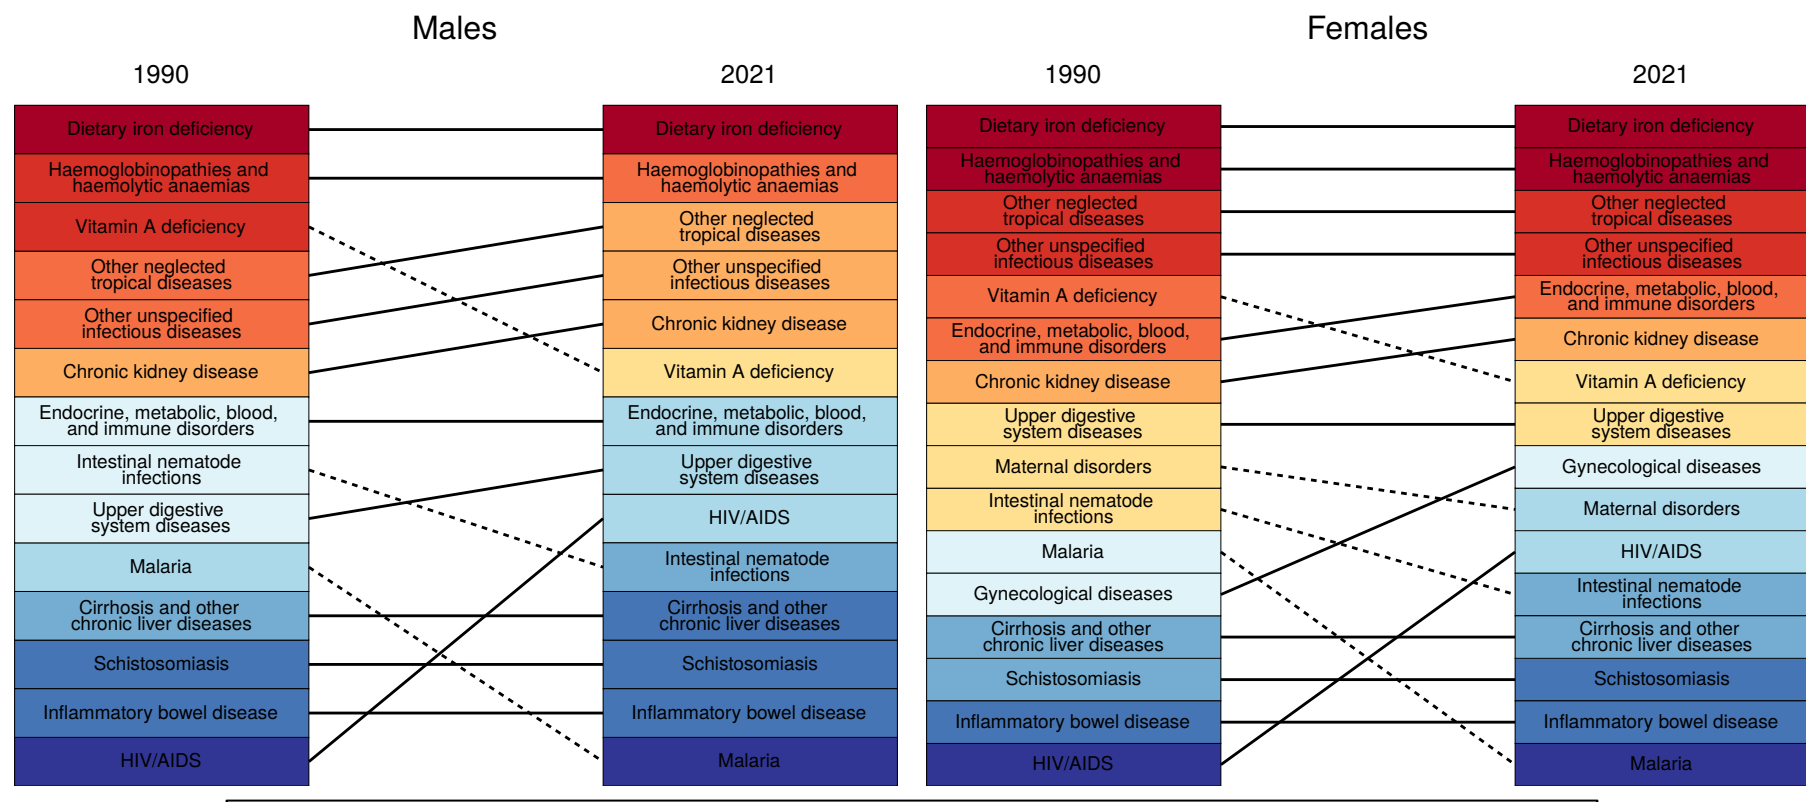 Males
1990
2021
Dietary iron deficiency
Haemoglobinopathies and
haemolytic anaemias
Vitamin A deficiency
Other neglected
tropical diseases
Other unspecified
infectious diseases
Chronic kidney disease
Endocrine, metabolic, blood,
and immune disorders
Intestinal nematode
infections
Upper digestive
system diseases
Malaria
Cirrhosis and other
chronic liver diseases
Schistosomiasis
Inflammatory bowel disease
HIV/AIDS
Dietary iron deficiency
Haemoglobinopathies and
haemolytic anaemias
Other neglected
tropical diseases
Other unspecified
infectious diseases
Chronic kidney disease
Vitamin A deficiency
Endocrine, metabolic, blood,
and immune disorders
Upper digestive
system diseases
HIV/AIDS
Intestinal nematode
infections
Cirrhosis and other
chronic liver diseases
Schistosomiasis
Inflammatory bowel disease
Malaria
Females
1990
2021
Dietary iron deficiency
Haemoglobinopathies and
haemolytic anaemias
Other neglected
tropical diseases
Other unspecified
infectious diseases
Vitamin A deficiency
Endocrine, metabolic, blood,
and immune disorders
Chronic kidney disease
Upper digestive
system diseases
Maternal disorders
Intestinal nematode
infections
Malaria
Gynecological diseases
Cirrhosis and other
chronic liver diseases
Schistosomiasis
Inflammatory bowel disease
HIV/AIDS
Dietary iron deficiency
Haemoglobinopathies and
haemolytic anaemias
Other neglected
tropical diseases
Other unspecified
infectious diseases
Endocrine, metabolic, blood,
and immune disorders
Chronic kidney disease
Vitamin A deficiency
Upper digestive
system diseases
Gynecological diseases
Maternal disorders
HIV/AIDS
Intestinal nematode
infections
Cirrhosis and other
chronic liver diseases
Schistosomiasis
Inflammatory bowel disease
Malaria